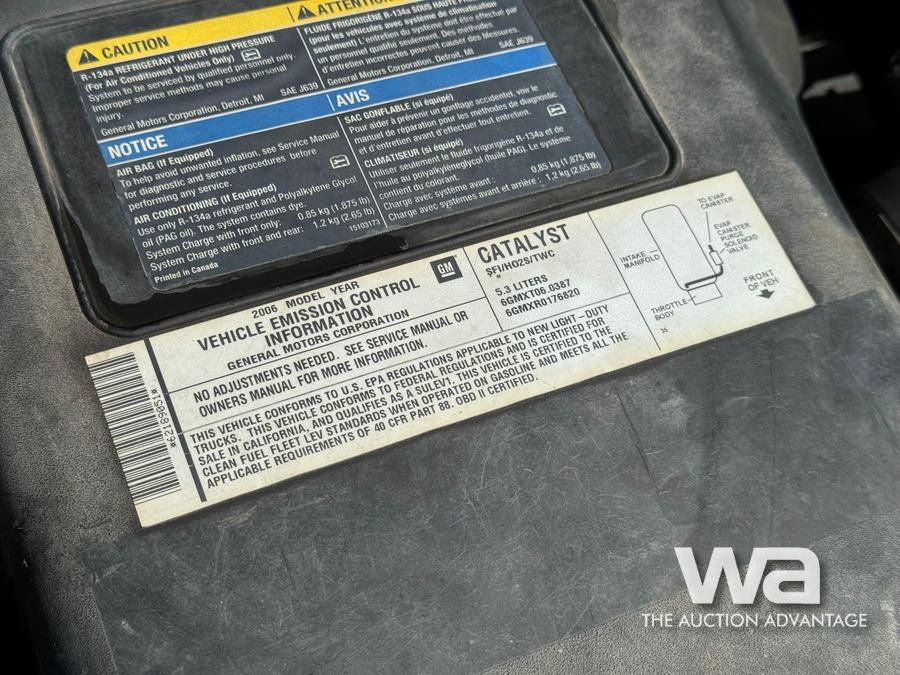 CAUTION
R-134a REFRIGERANT UNDER HIGH PRESSURE
(For Air Conditioned Vehicles Only)
System to be serviced by qualified personnel only.
Improper service methods may cause personal
injury.
General Motors Corporation, Detroit, MI SAE J639
ATTENTION
FLUIDE FRIGORIGÈNE R-134a SOUS HAUTE
(pour les véhicules avec système de climatisation
seulement) L'entretien du système doit être effectué par
un personnel qualifié seulement. Des méthodes
d'entretien incorrectes peuvent causer des blessures.
General Motors Corporation, Detroit, MI SAE J639
NOTICE
AIR BAG (If Equipped)
To help avoid unwanted inflation, see Service Manual
for diagnostic and service procedures before
performing any service.
AIR CONDITIONING (If Equipped)
Use only R-134a refrigerant and Polyalkylene Glycol
oil (PAG oil). The system contains dye.
System Charge with front only: 0.85 kg (1.875 lb)
System Charge with front and rear: 1.2 kg (2.65 lb)
Printed in Canada 15103173
AVIS
SAC GONFLABLE (si équipé)
Pour aider à prévenir un gonflage accidentel, voir le
manuel de réparation pour les méthodes de diagnostic
et d'entretien avant d'effectuer tout entretien.
CLIMATISEUR (si équipé)
Utiliser seulement le fluide frigorigène R-134a et de
l'huile au polyalkylèneglycol (huile PAG). Le système
contient du colorant.
Charge avec système avant : 0,85 kg (1,875 lb)
Charge avec systèmes avant et arrière : 1,2 kg (2,65 lb)
*62189051*
2006 MODEL YEAR
VEHICLE EMISSION CONTROL
INFORMATION
GENERAL MOTORS CORPORATION
GM
CATALYST
SFI/HO2S/TWC
5.3 LITERS
6GMXT06.0387
6GMXR0176820
NO ADJUSTMENTS NEEDED. SEE SERVICE MANUAL OR
OWNERS MANUAL FOR MORE INFORMATION.
THIS VEHICLE CONFORMS TO U.S. EPA REGULATIONS APPLICABLE TO NEW LIGHT-DUTY
TRUCKS. THIS VEHICLE CONFORMS TO FEDERAL REGULATIONS AND IS CERTIFIED FOR
SALE IN CALIFORNIA, AND QUALIFIES AS A SULEV1. THIS VEHICLE IS CERTIFIED TO THE
CLEAN FUEL FLEET LEV STANDARDS WHEN OPERATED ON GASOLINE AND MEETS ALL THE
APPLICABLE REQUIREMENTS OF 40 CFR PART 88. OBD II CERTIFIED.
TO EVAP
CANISTER
EVAP
CANISTER
PURGE
SOLENOID
VALVE
INTAKE
MANIFOLD
THROTTLE
BODY
FRONT
OF VEH
wa
THE AUCTION ADVANTAGE